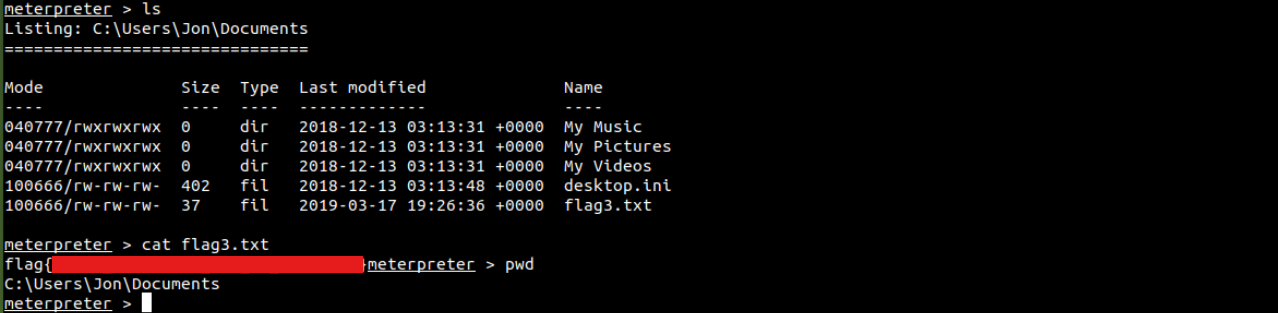 meterpreter > ls
Listing: C:\Users\Jon\Documents
===============================
Mode Size Type Last modified Name
---- ---- ---- ------------- ----
040777/rwxrwxrwx 0 dir 2018-12-13 03:13:31 +0000 My Music
040777/rwxrwxrwx 0 dir 2018-12-13 03:13:31 +0000 My Pictures
040777/rwxrwxrwx 0 dir 2018-12-13 03:13:31 +0000 My Videos
100666/rw-rw-rw- 402 fil 2018-12-13 03:13:48 +0000 desktop.ini
100666/rw-rw-rw- 37 fil 2019-03-17 19:26:36 +0000 flag3.txt
meterpreter > cat flag3.txt
flag{}meterpreter > pwd
C:\Users\Jon\Documents
meterpreter >